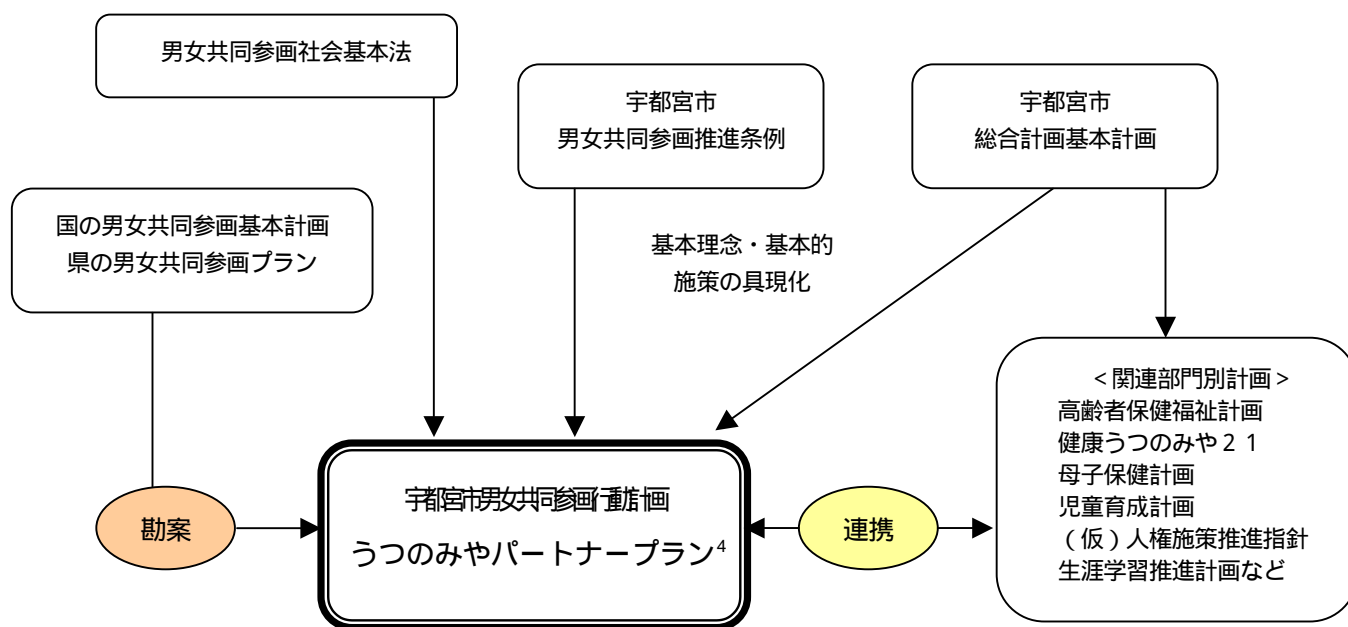 男女共同参画社会基本法
宇都宮市
男女共同参画推進条例
宇都宮市
総合計画基本計画
国の男女共同参画基本計画
県の男女共同参画プラン
基本理念・基本的
施策の具現化
<関連部門別計画>
高齢者保健福祉計画
健康うつのみや21
母子保健計画
児童育成計画
(仮)人権施策推進指針
生涯学習推進計画など
勘案
宇都宮市男女共同参画行動計画
うつのみやパートナープラン4
連携